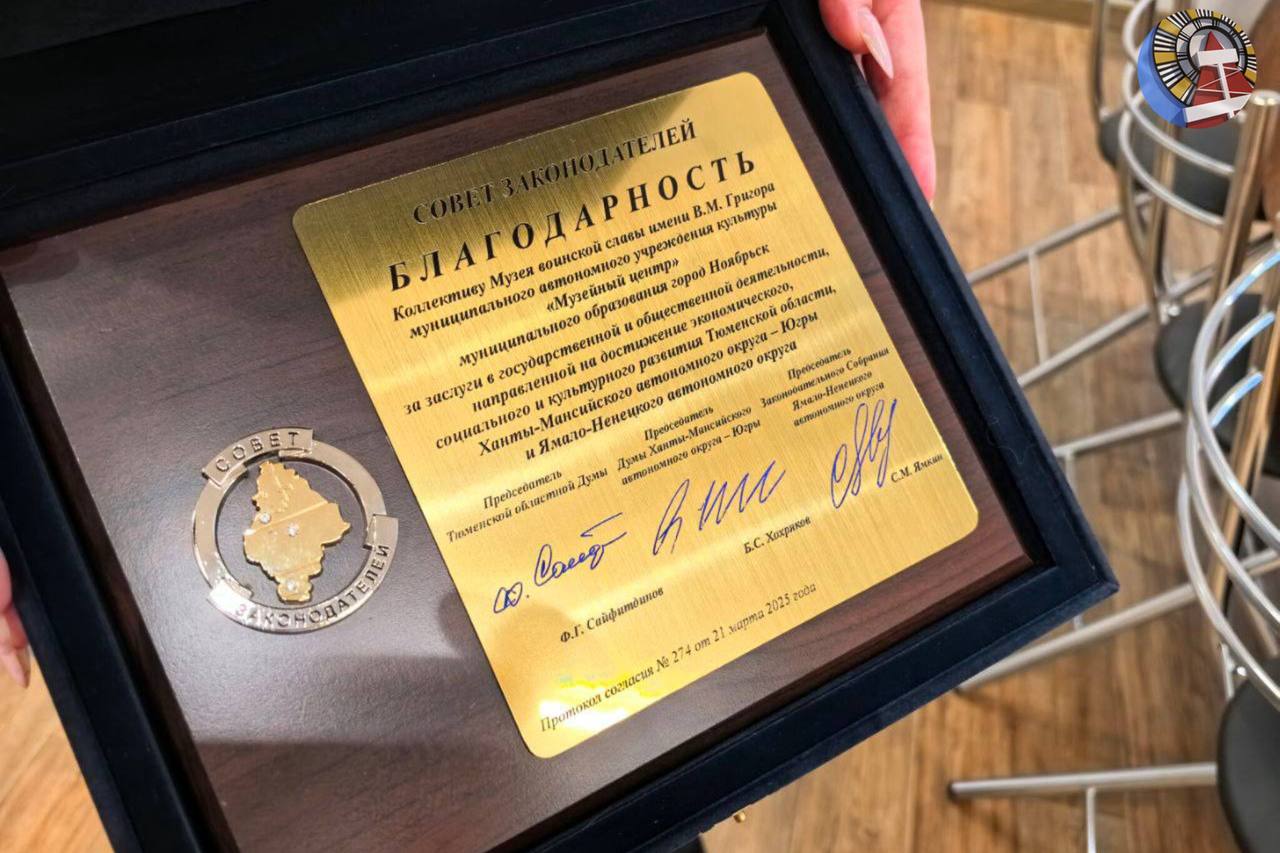 СОВЕТ ЗАКОНОДАТЕЛЕЙ
БЛАГОДАРНОСТЬ
Коллективу Музея воинской славы имени В.М. Григора
муниципального автономного учреждения культуры
«Музейный центр»
муниципального образования город Ноябрьск
за заслуги в государственной и общественной деятельности,
направленной на достижение экономического,
социального и культурного развития Тюменской области,
Ханты-Мансийского автономного округа – Югры
и Ямало-Ненецкого автономного округа
Председатель
Тюменской областной Думы
Ф.Г. Сайфитдинов
Председатель
Думы Ханты-Мансийского
автономного округа – Югры
Б.С. Хохряков
Председатель
Законодательного Собрания
Ямало-Ненецкого
автономного округа
С.М. Ямкин
Протокол согласия № 274 от 21 марта 2025 года
СОВЕТ
ЗАКОНОДАТЕЛЕЙ